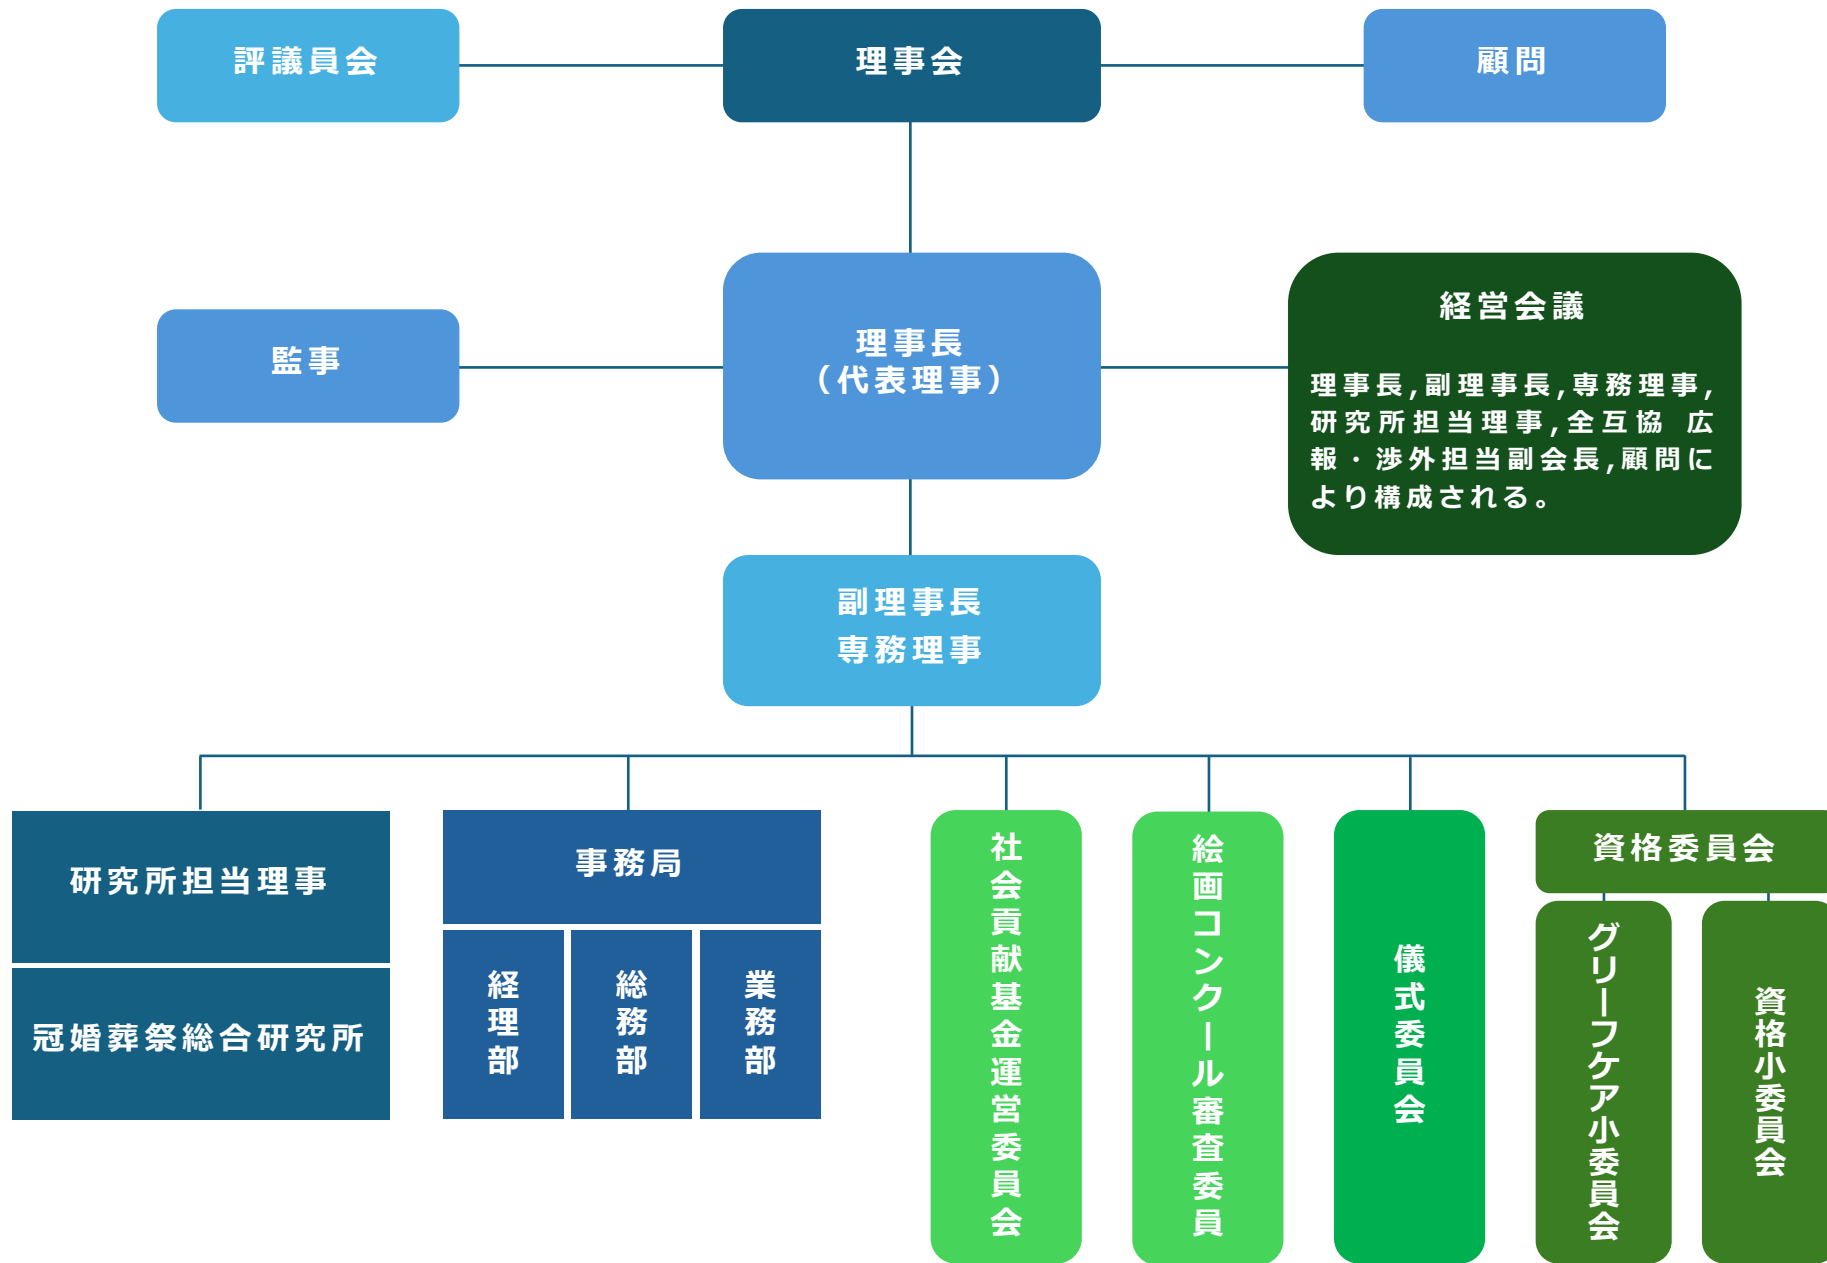 評議員会
理事会
顧問
監事
理事長
（代表理事）
経営会議
理事長,副理事長,専務理事,
研究所担当理事,全互協 広
報・渉外担当副会長,顧問に
より構成される。
副理事長
専務理事
研究所担当理事
冠婚葬祭総合研究所
事務局
経理部
総務部
業務部
社会貢献基金運営委員会
絵画コンクール審査委員
儀式委員会
資格委員会
グリーフケア小委員会
資格小委員会